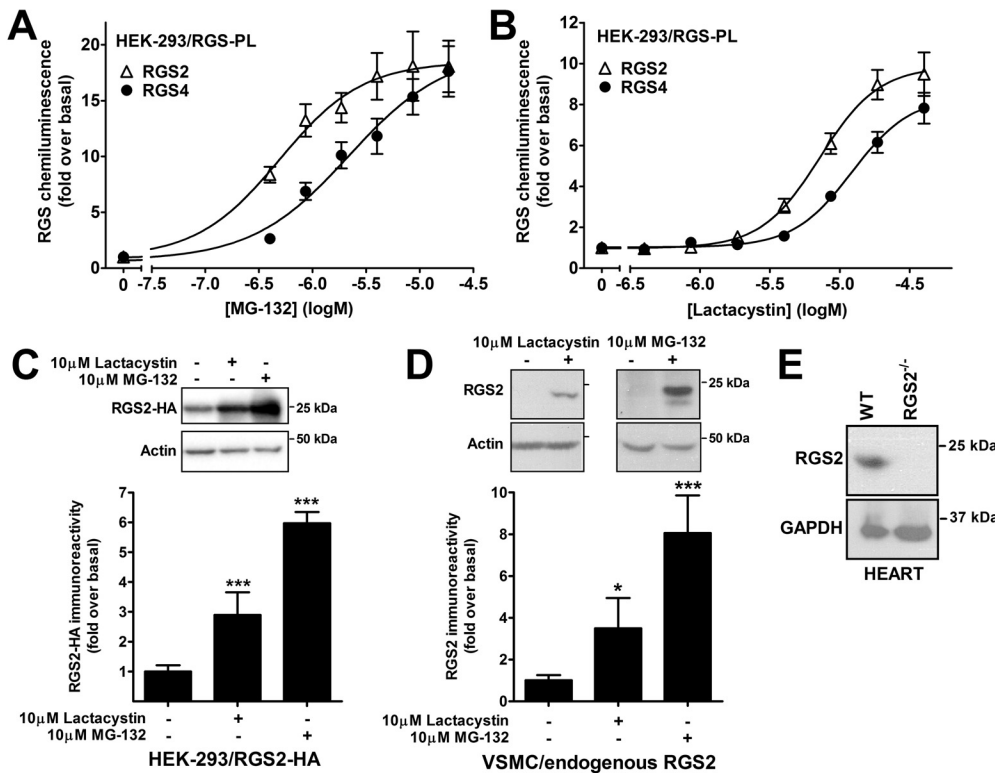 A
HEK-293/RGS-PL
RGS2
RGS4
RGS chemiluminescence
(fold over basal)
20
15
10
5
0
0 -7.5 -7.0 -6.5 -6.0 -5.5 -5.0 -4.5
[MG-132] (logM)
B
HEK-293/RGS-PL
RGS2
RGS4
RGS chemiluminescence
(fold over basal)
12
10
8
6
4
2
0
0 -6.5 -6.0 -5.5 -5.0 -4.5
[Lactacystin] (logM)
C
10μM Lactacystin - + -
10μM MG-132 - - +
RGS2-HA
25 kDa
Actin
50 kDa
RGS2-HA immunoreactivity
(fold over basal)
7
6
5
4
3
2
1
***
***
10μM Lactacystin - + -
10μM MG-132 - - +
HEK-293/RGS2-HA
D
10μM Lactacystin
- +
10μM MG-132
- +
RGS2
25 kDa
Actin
50 kDa
RGS2 immunoreactivity
(fold over basal)
10
8
6
4
2
0
*
***
10μM Lactacystin - + -
10μM MG-132 - - +
VSMC/endogenous RGS2
E
WT
RGS2-/-
RGS2
25 kDa
GAPDH
37 kDa
HEART